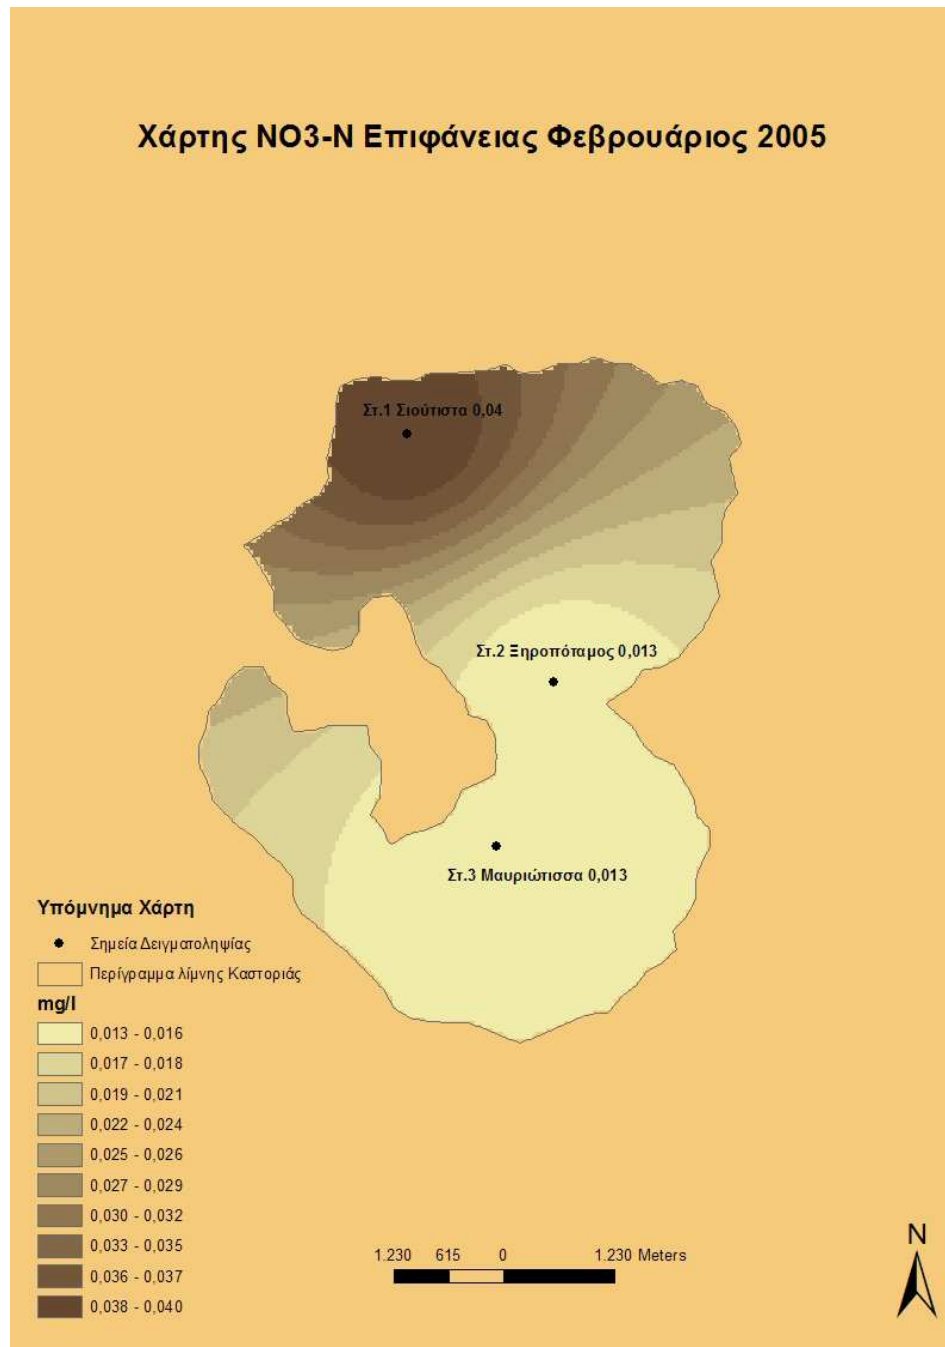 Χάρτης NO3-N Επιφάνειας Φεβρουάριος 2005
Στ.1 Σιούτιστα 0,04
Στ.2 Ξηροπόταμος 0,013
Στ.3 Μαυριώτισσα 0,013
Υπόμνημα Χάρτη
Σημεία Δειγματοληψίας
Περίγραμμα λίμνης Καστοριάς
mg/l
0,013 - 0,016
0,017 - 0,018
0,019 - 0,021
0,022 - 0,024
0,025 - 0,026
0,027 - 0,029
0,030 - 0,032
0,033 - 0,035
0,036 - 0,037
0,038 - 0,040
1.230 615 0 1.230 Meters
N